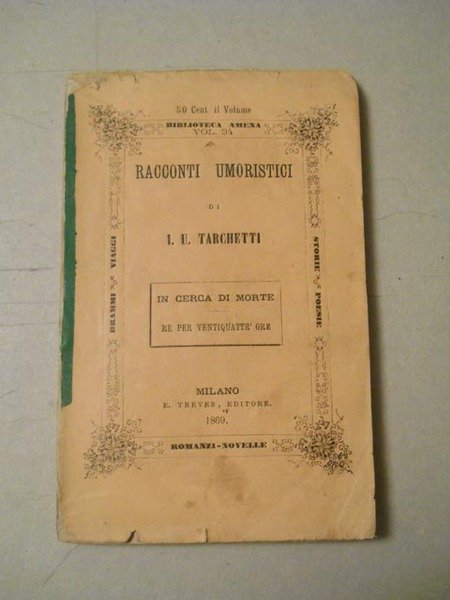 50 Cent. il Volume
BIBLIOTECA AMENA
VOL. 34
RACCONTI UMORISTICI
DI
I. U. TARCHETTI
IN CERCA DI MORTE
RE PER VENTIQUATTR' ORE
DRAMMI - VIAGGI
STORIE - POESIE
MILANO
E. TREVES, EDITORE.
1869.
ROMANZI-NOVELLE